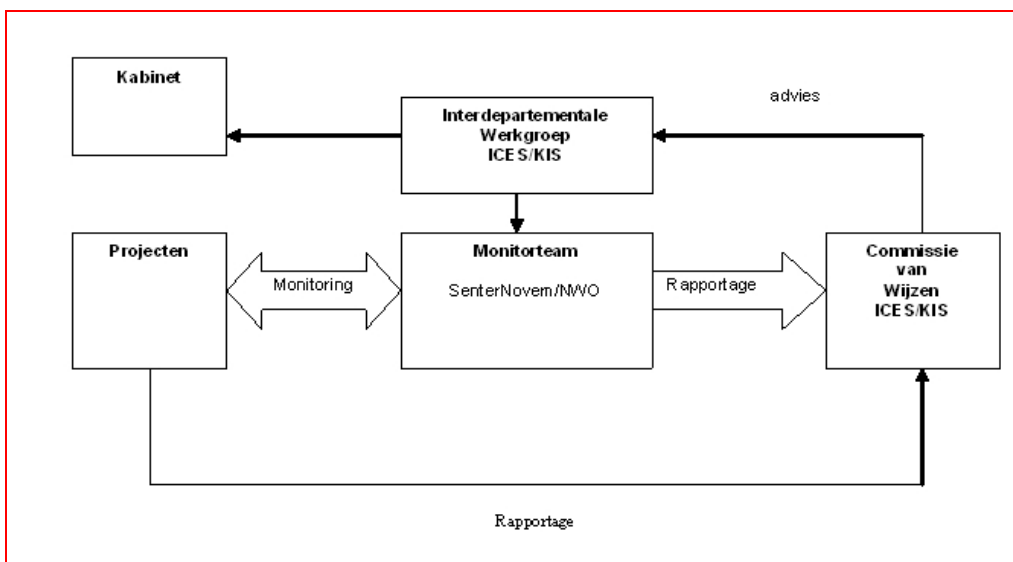 Kabinet
advies
Interdepartementale
Werkgroep
ICES/KIS
Projecten
Monitoring
Monitorteam
SenterNovem/NWO
Rapportage
Commissie
van
Wijzen
ICES/KIS
Rapportage